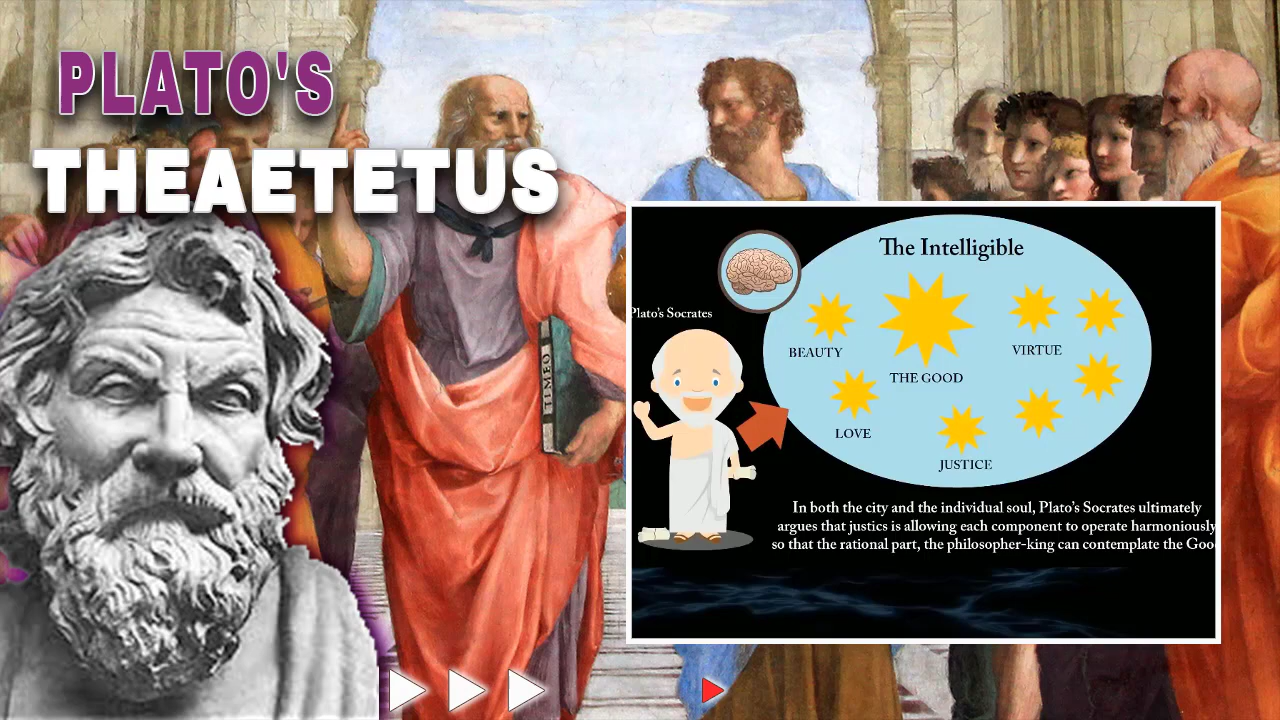 PLATO'S
THEAETETUS
TIMEO
The Intelligible
Plato's Socrates
BEAUTY
THE GOOD
VIRTUE
LOVE
JUSTICE
In both the city and the individual soul, Plato's Socrates ultimately
argues that justics is allowing each component to operate harmoniously
so that the rational part, the philosopher-king can contemplate the Goo